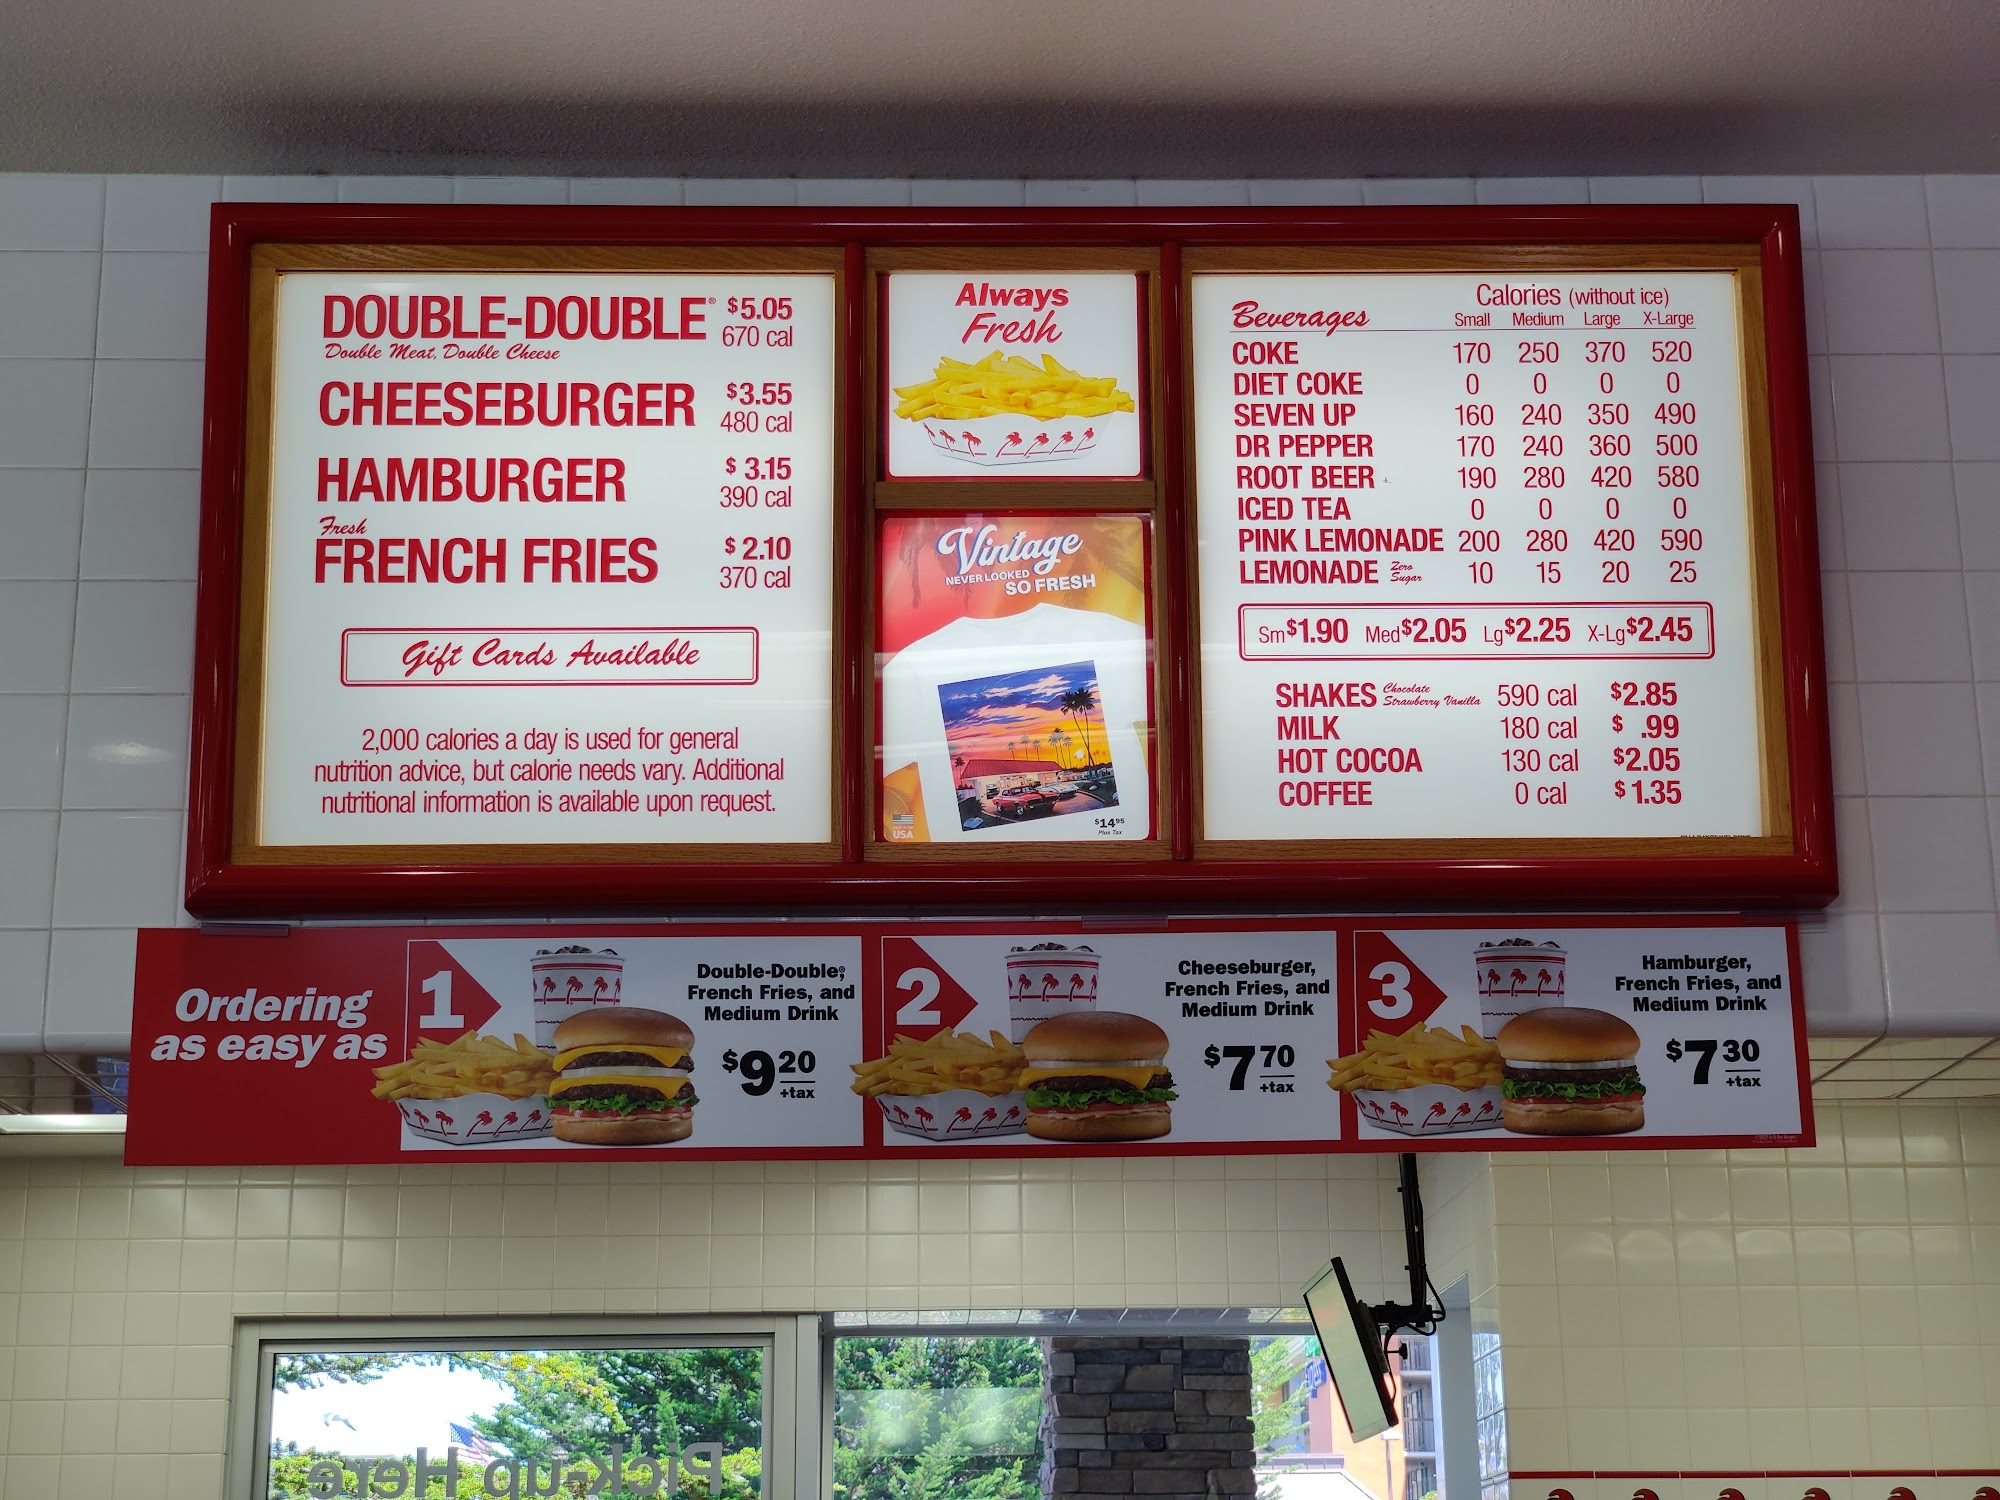 DOUBLE-DOUBLE® $5.05
Double Meat, Double Cheese 670 cal
CHEESEBURGER $3.55
480 cal
HAMBURGER $ 3.15
390 cal
Fresh
FRENCH FRIES $ 2.10
370 cal
Gift Cards Available
2,000 calories a day is used for general
nutrition advice, but calorie needs vary. Additional
nutritional information is available upon request.
Always
Fresh
Vintage
NEVER LOOKED
SO FRESH
USA
$14.95
Plus Tax
Calories (without ice)
Beverages Small Medium Large X-Large
COKE 170 250 370 520
DIET COKE 0 0 0 0
SEVEN UP 160 240 350 490
DR PEPPER 170 240 360 500
ROOT BEER 190 280 420 580
ICED TEA 0 0 0 0
PINK LEMONADE 200 280 420 590
LEMONADE Zero Sugar 10 15 20 25
Sm $1.90 Med $2.05 Lg $2.25 X-Lg $2.45
SHAKES Chocolate Strawberry Vanilla 590 cal $2.85
MILK 180 cal $ .99
HOT COCOA 130 cal $2.05
COFFEE 0 cal $ 1.35
Ordering
as easy as
1
Double-Double®,
French Fries, and
Medium Drink
$9 20
+tax
2
Cheeseburger,
French Fries, and
Medium Drink
$7 70
+tax
3
Hamburger,
French Fries, and
Medium Drink
$7 30
+tax
Pick-up Here